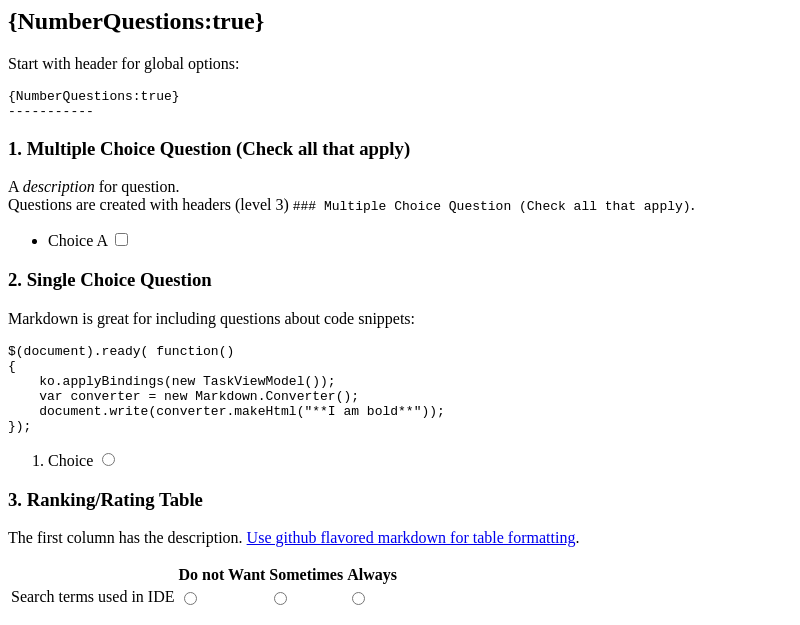 {NumberQuestions:true}
Start with header for global options:
{NumberQuestions:true}
-----------
1. Multiple Choice Question (Check all that apply)
A description for question.
Questions are created with headers (level 3) ### Multiple Choice Question (Check all that apply).
• Choice A
2. Single Choice Question
Markdown is great for including questions about code snippets:
$(document).ready( function()
{
    ko.applyBindings(new TaskViewModel());
    var converter = new Markdown.Converter();
    document.write(converter.makeHtml("**I am bold**"));
});
1. Choice
3. Ranking/Rating Table
The first column has the description. Use github flavored markdown for table formatting.
Do not Want Sometimes Always
Search terms used in IDE